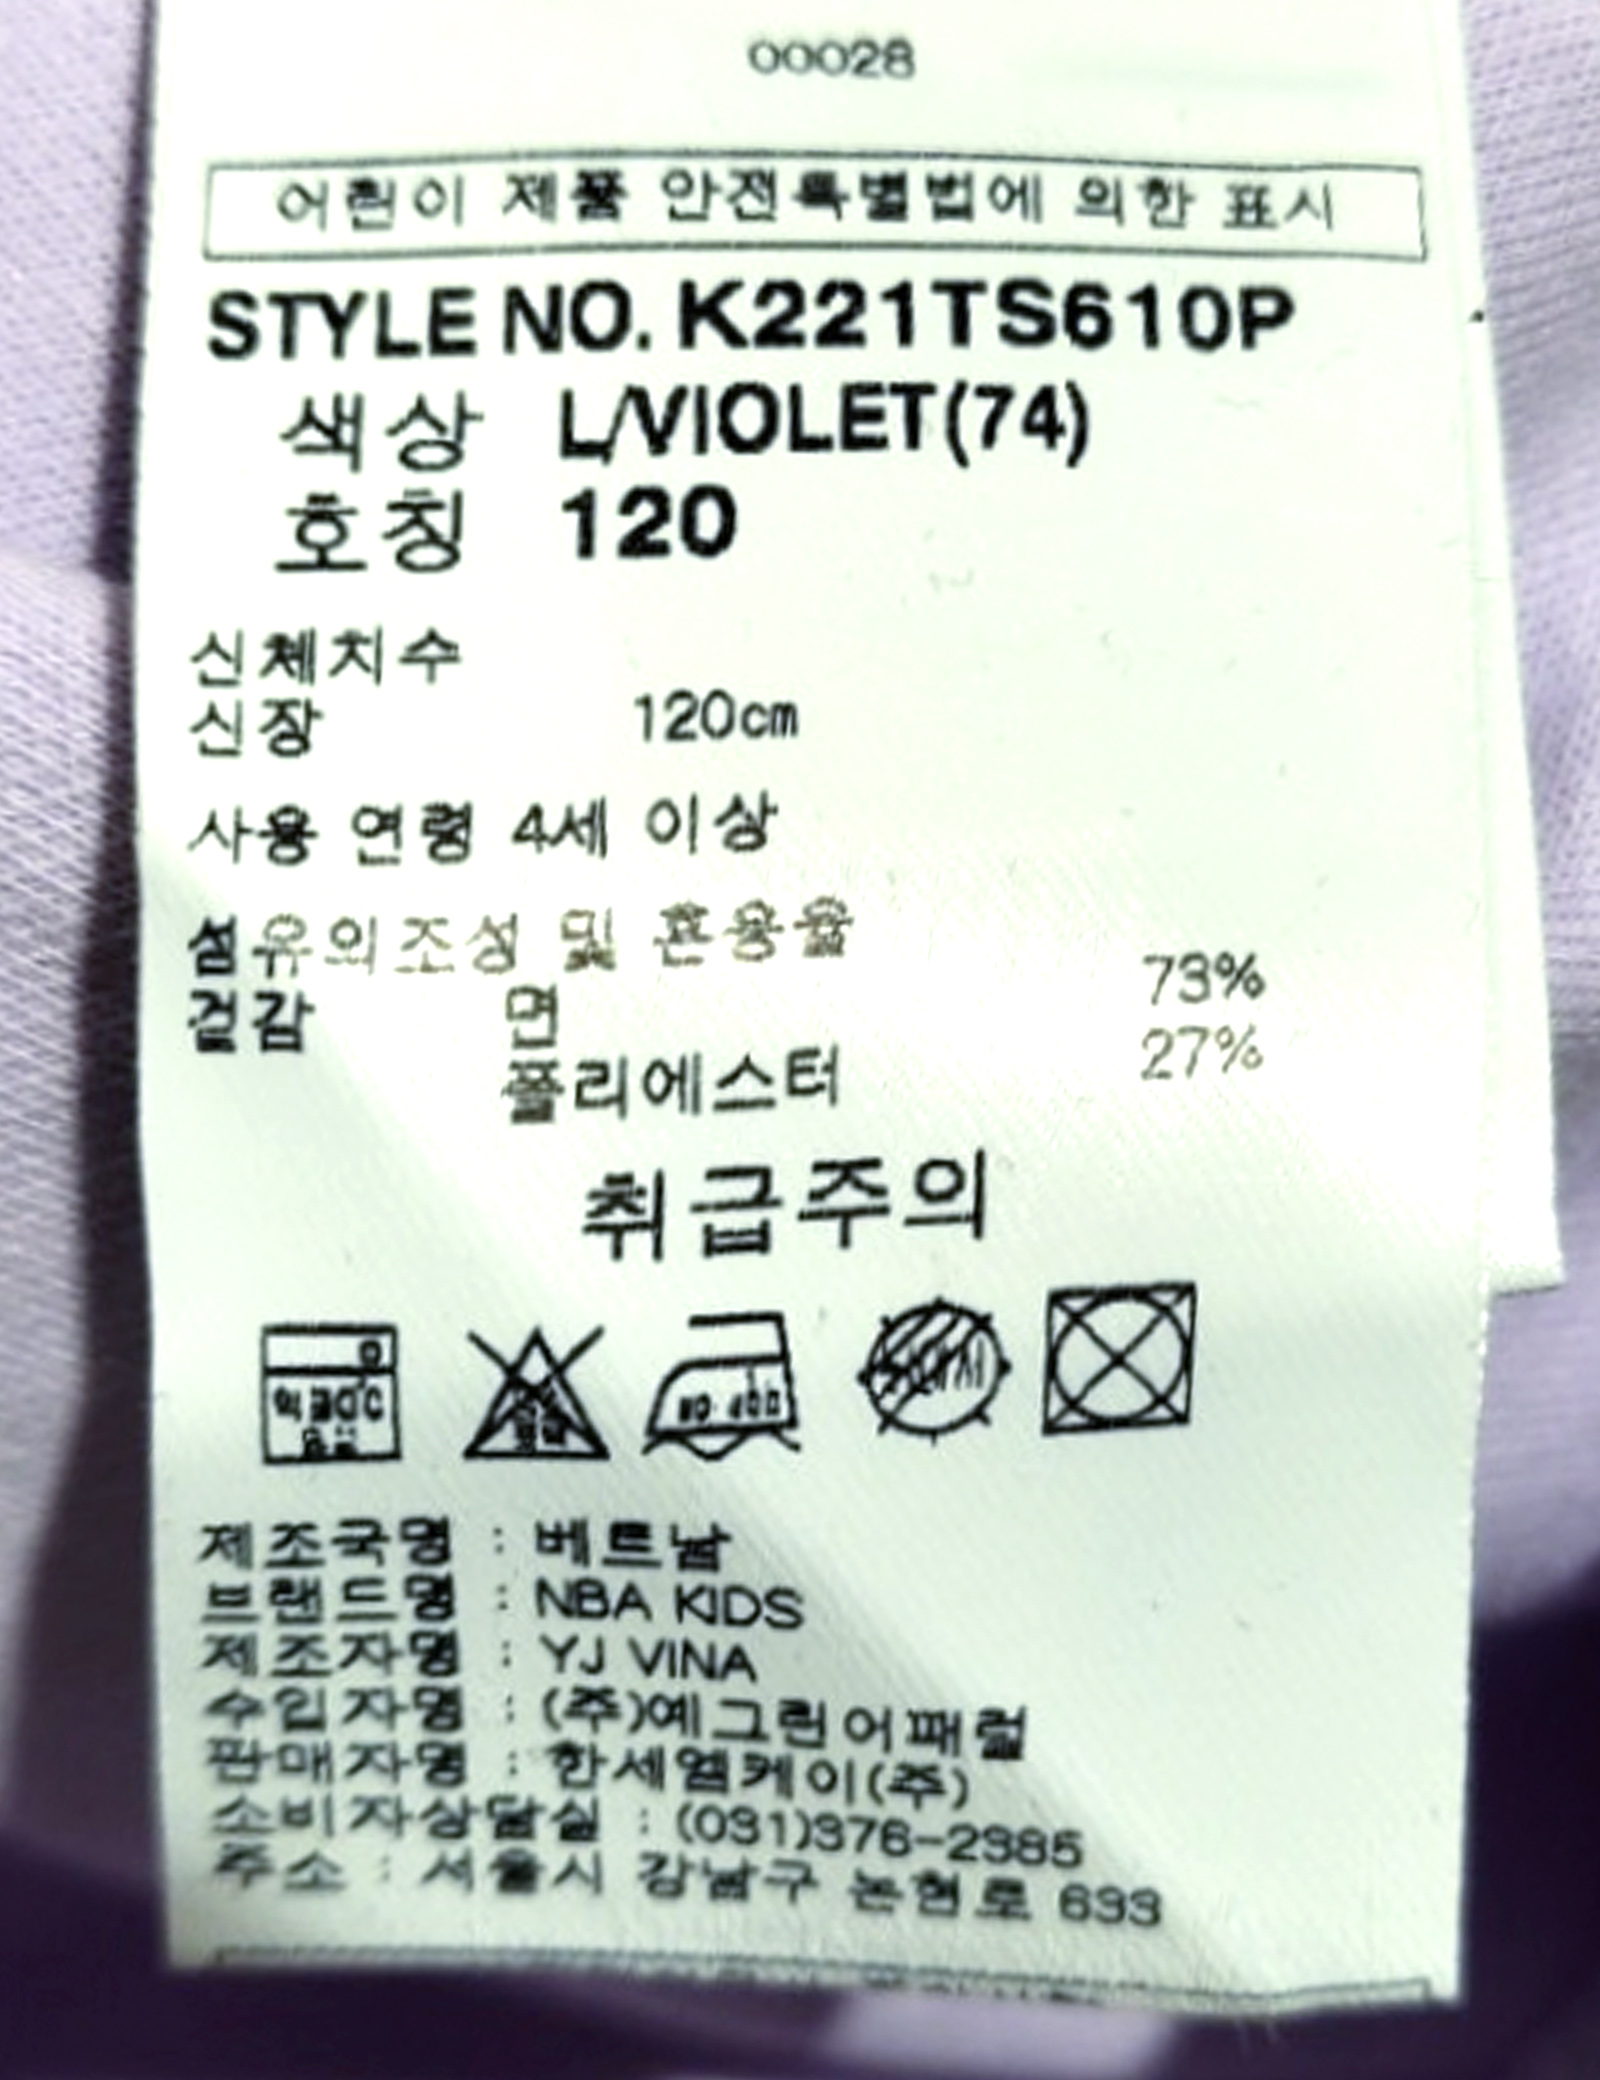 00028
어린이 제품 안전특별법에 의한 표시
STYLE NO. K221TS610P
색상 L/VIOLET(74)
호칭 120
신체치수
신장 120cm
사용 연령 4세 이상
섬유의조성 및 혼용율
겉감 면 73%
폴리에스터 27%
취급주의
제조국명 : 베트남
브랜드명 : NBA KIDS
제조자명 : YJ VINA
수입자명 : (주)예그린어패럴
판매자명 : 한세엠케이(주)
소비자상담실 : (031)376-2385
주소 : 서울시 강남구 논현로 633